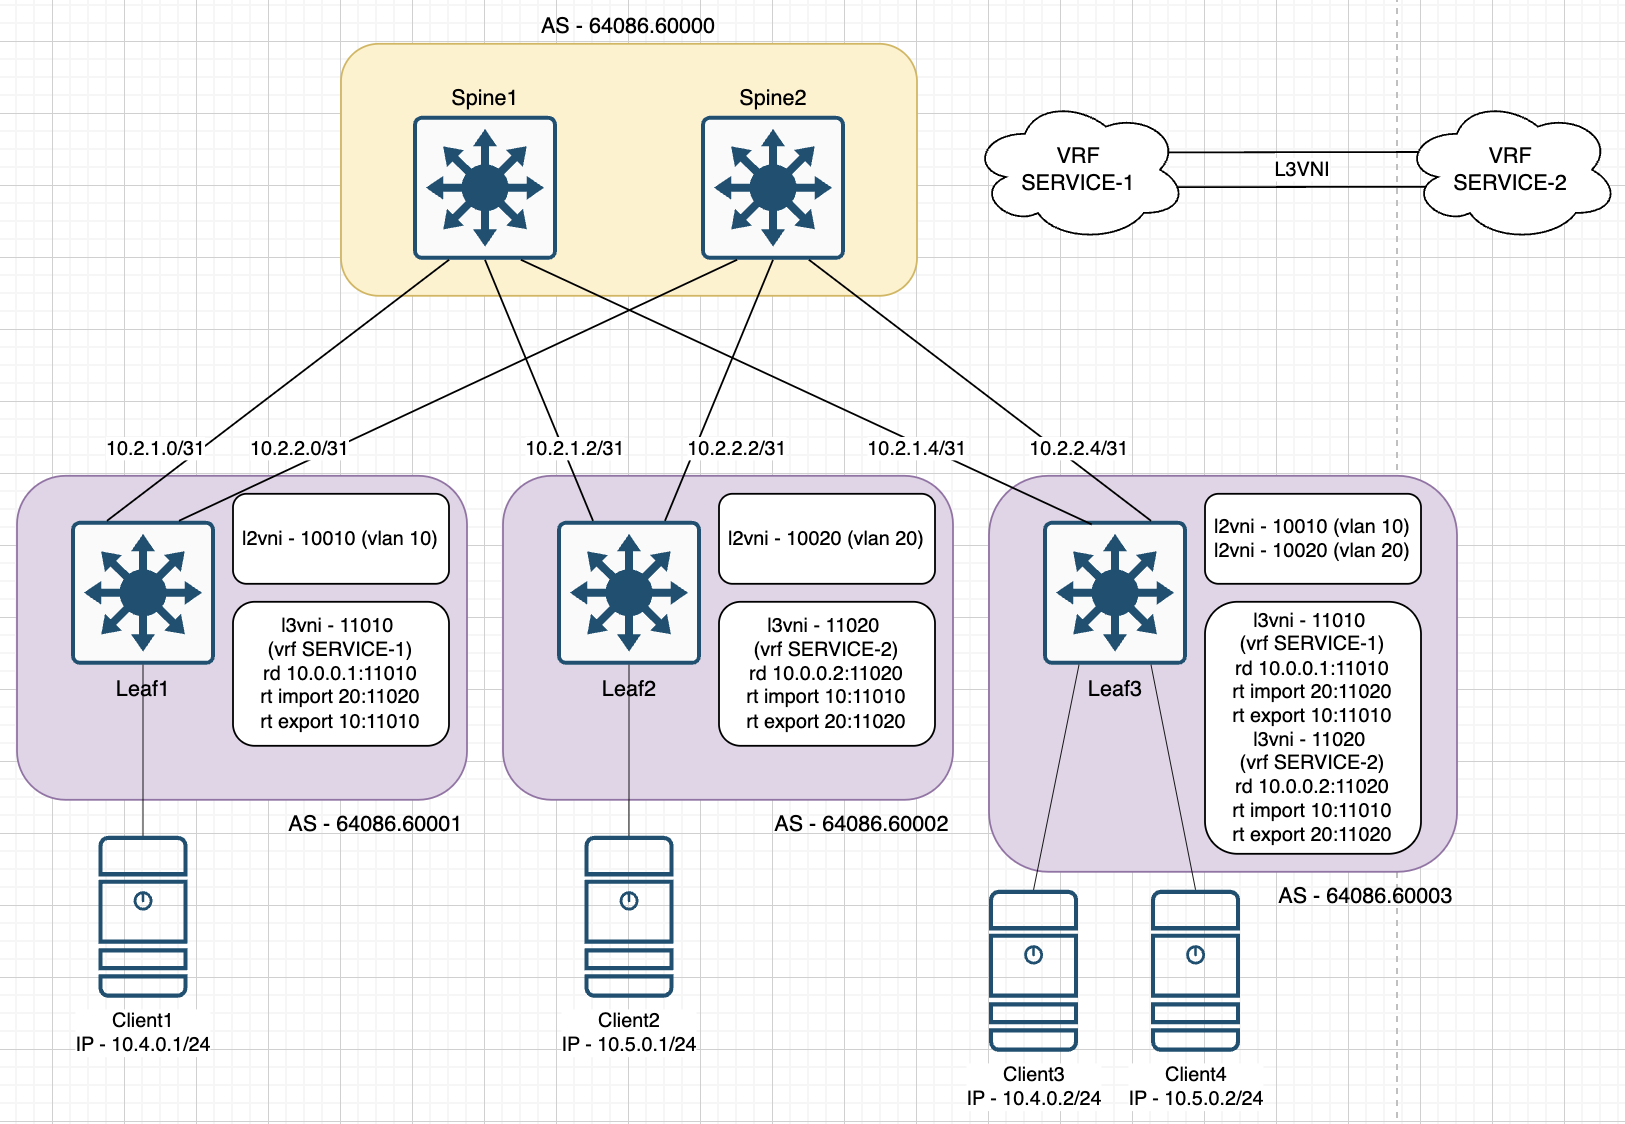 AS - 64086.60000
Spine1
Spine2
VRF
SERVICE-1
L3VNI
VRF
SERVICE-2
10.2.1.0/31
10.2.2.0/31
10.2.1.2/31
10.2.2.2/31
10.2.1.4/31
10.2.2.4/31
l2vni - 10010 (vlan 10)
l3vni - 11010
(vrf SERVICE-1)
rd 10.0.0.1:11010
rt import 20:11020
rt export 10:11010
Leaf1
AS - 64086.60001
l2vni - 10020 (vlan 20)
l3vni - 11020
(vrf SERVICE-2)
rd 10.0.0.2:11020
rt import 10:11010
rt export 20:11020
Leaf2
AS - 64086.60002
l2vni - 10010 (vlan 10)
l2vni - 10020 (vlan 20)
l3vni - 11010
(vrf SERVICE-1)
rd 10.0.0.1:11010
rt import 20:11020
rt export 10:11010
l3vni - 11020
(vrf SERVICE-2)
rd 10.0.0.2:11020
rt import 10:11010
rt export 20:11020
Leaf3
AS - 64086.60003
Client1
IP - 10.4.0.1/24
Client2
IP - 10.5.0.1/24
Client3
IP - 10.4.0.2/24
Client4
IP - 10.5.0.2/24